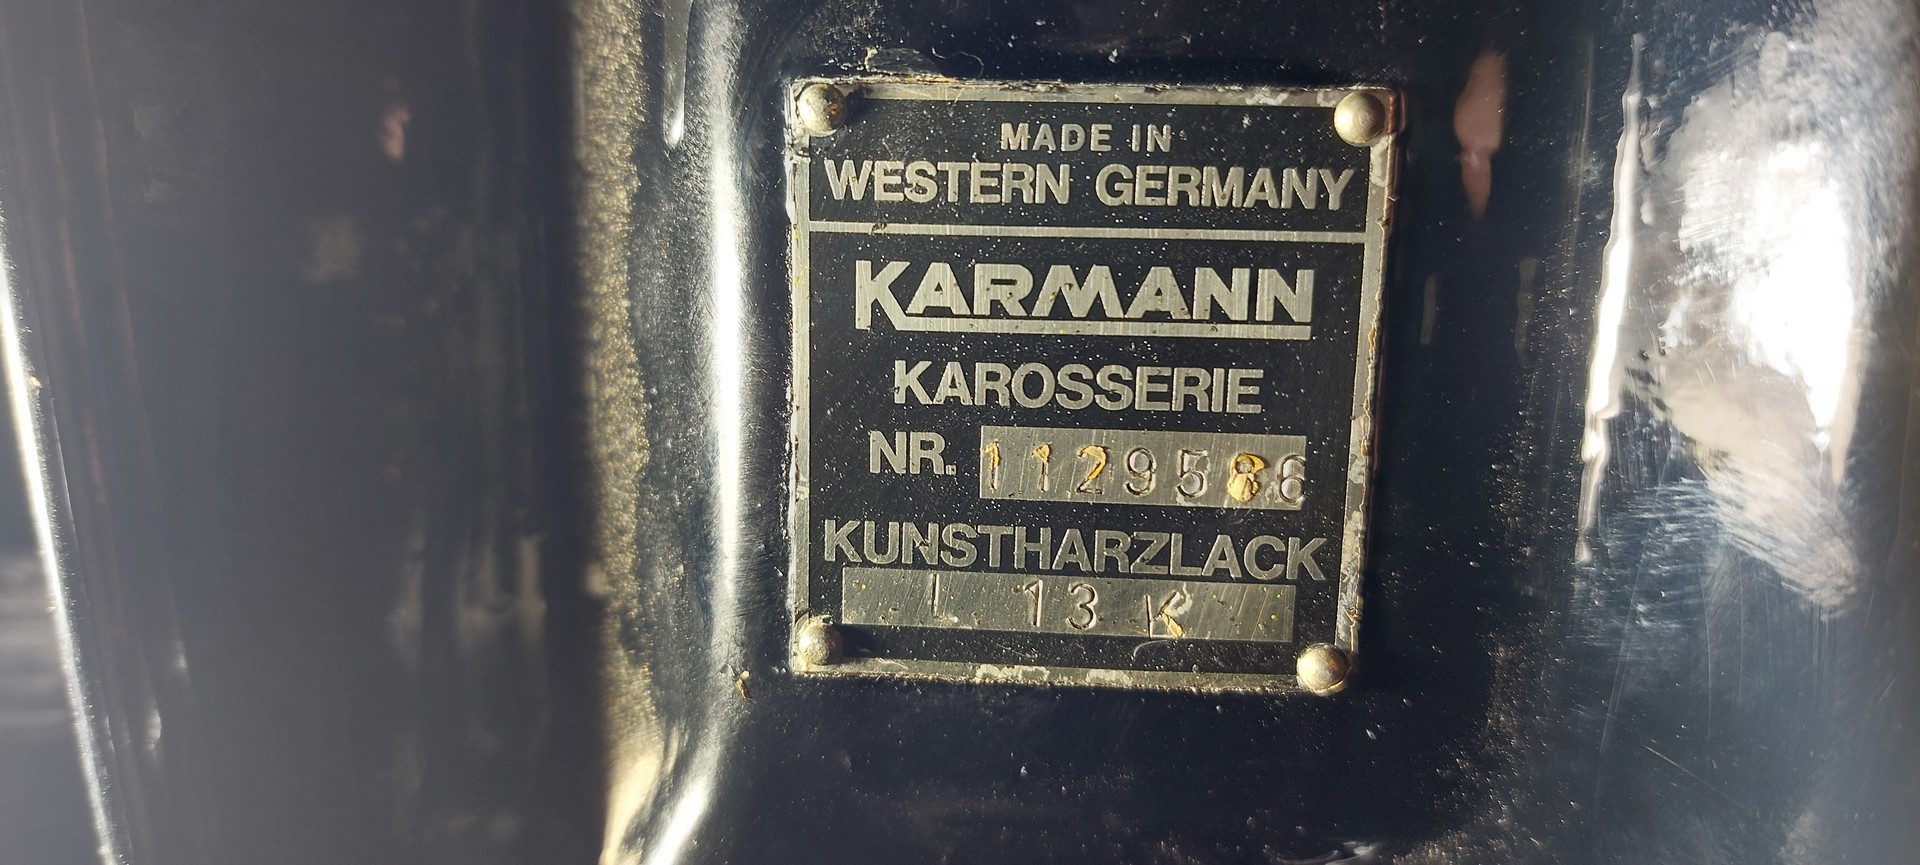 MADE IN
WESTERN GERMANY
KARMANN
KAROSSERIE
NR. 1129586
KUNSTHARZLACK
L 13 K